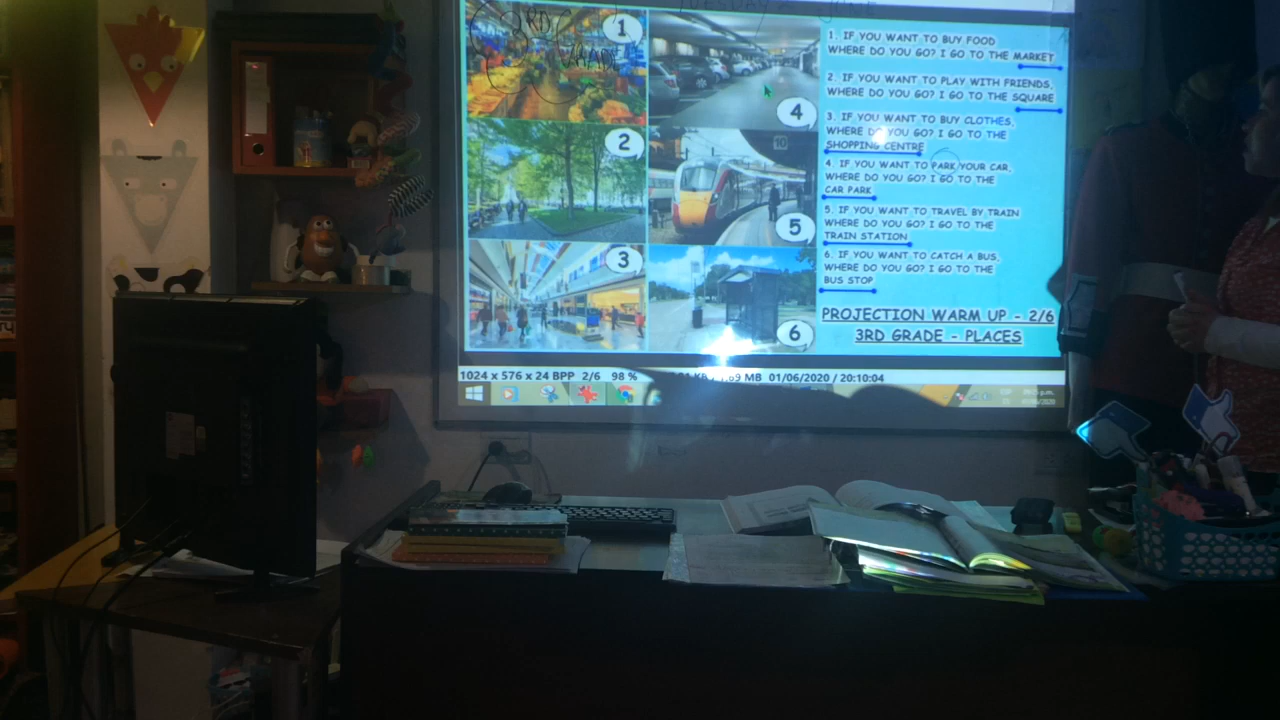 Tuesday
3RD
GRADE
1
2
3
4
10
5
6
1. IF YOU WANT TO BUY FOOD
WHERE DO YOU GO? I GO TO THE MARKET
2. IF YOU WANT TO PLAY WITH FRIENDS,
WHERE DO YOU GO? I GO TO THE SQUARE
3. IF YOU WANT TO BUY CLOTHES,
WHERE DO YOU GO? I GO TO THE
SHOPPING CENTRE
4. IF YOU WANT TO PARK YOUR CAR,
WHERE DO YOU GO? I GO TO THE
CAR PARK
5. IF YOU WANT TO TRAVEL BY TRAIN
WHERE DO YOU GO? I GO TO THE
TRAIN STATION
6. IF YOU WANT TO CATCH A BUS,
WHERE DO YOU GO? I GO TO THE
BUS STOP
PROJECTION WARM UP - 2/6
3RD GRADE - PLACES
1024 x 576 x 24 BPP 2/6 98 % MB 01/06/2020 / 20:10:04